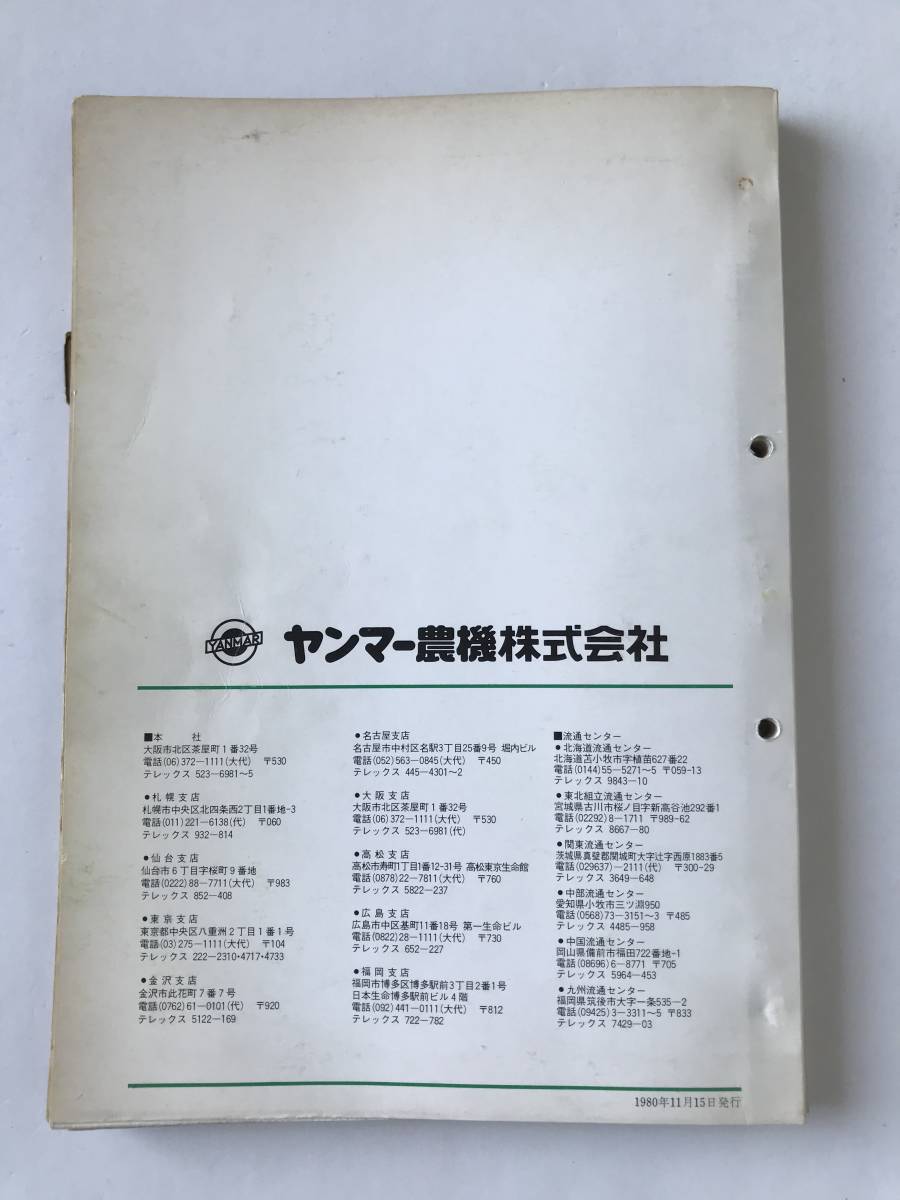 YANMAR ヤンマー農機株式会社
■本　　社
大阪市北区茶屋町1番32号
電話(06)372-1111(大代)　〒530
テレックス 523-6981〜5
●札幌支店
札幌市中央区北四条西2丁目1番地-3
電話(011)221-6138(代)　〒060
テレックス 932-814
●仙台支店
仙台市6丁目字桜町9番地
電話(0222)88-7711(大代)　〒983
テレックス 852-408
●東京支店
東京都中央区八重洲2丁目1番1号
電話(03)275-1111(大代)　〒104
テレックス 222-2310・4717・4733
●金沢支店
金沢市此花町7番7号
電話(0762)61-0101(代)　〒920
テレックス 5122-169
●名古屋支店
名古屋市中村区名駅3丁目25番9号 堀内ビル
電話(052)563-0845(大代)　〒450
テレックス 445-4301〜2
●大阪支店
大阪市北区茶屋町1番32号
電話(06)372-1111(大代)　〒530
テレックス 523-6981(代)
●高松支店
高松市寿町1丁目1番12-31号 高松東京生命館
電話(0878)22-7811(大代)　〒760
テレックス 5822-237
●広島支店
広島市中区基町11番18号 第一生命ビル
電話(0822)28-1111(大代)　〒730
テレックス 652-227
●福岡支店
福岡市博多区博多駅前3丁目2番1号
日本生命博多駅前ビル4階
電話(092)441-0111(大代)　〒812
テレックス 722-782
■流通センター
●北海道流通センター
北海道苫小牧市字植苗627番22
電話(0144)55-5271〜5 〒059-13
テレックス 9843-10
●東北組立流通センター
宮城県古川市桜ノ目字新高谷池292番1
電話(02292)8-1711 〒989-62
テレックス 8667-80
●関東流通センター
茨城県真壁郡関城町大字辻字西原1883番5
電話(029637)-2111(代)　〒300-29
テレックス 3649-648
●中部流通センター
愛知県小牧市三ツ淵950
電話(0568)73-3151〜3 〒485
テレックス 4485-958
●中国流通センター
岡山県備前市福田722番地-1
電話(08696)6-8771 〒705
テレックス 5964-453
●九州流通センター
福岡県筑後市大字一条535-2
電話(09425)3-3311〜5 〒833
テレックス 7429-03
1980年11月15日発行